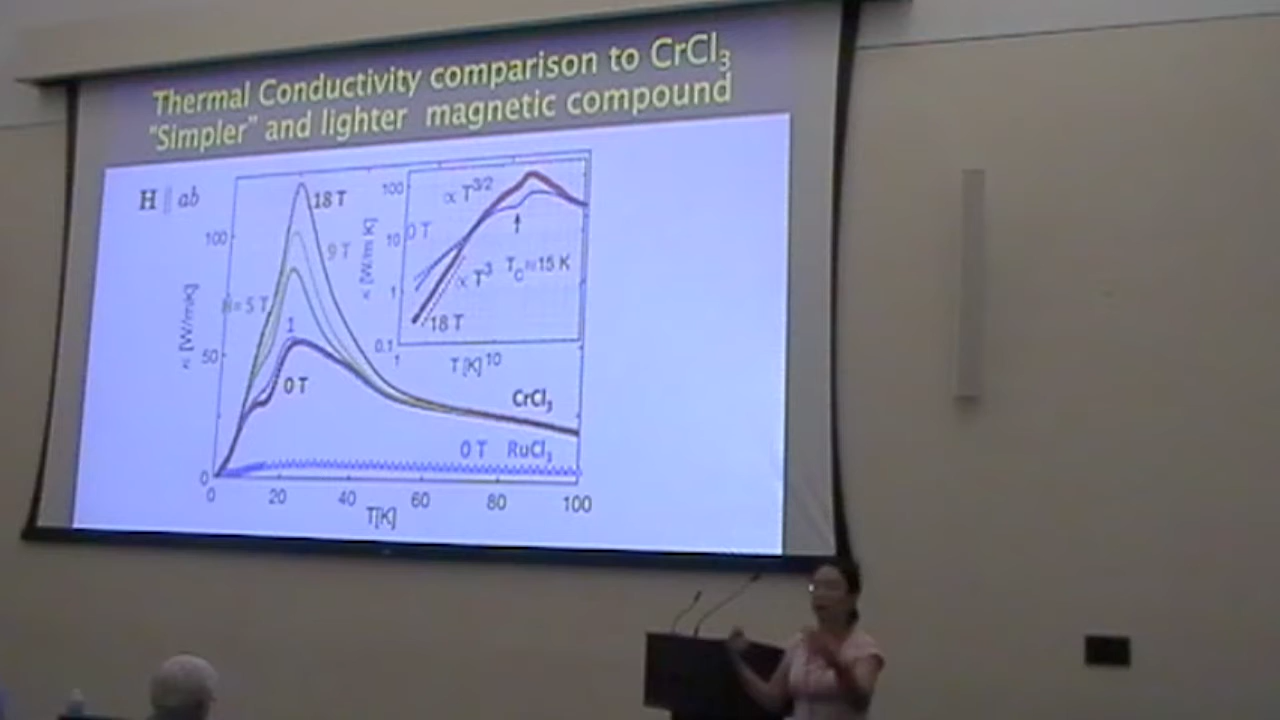 Thermal Conductivity comparison to CrCl3
"Simpler" and lighter magnetic compound
H || ab
18 T
9 T
H = 5 T
1
0 T
κ [W/mK]
100
50
0
0 20 40 60 80 100
T[K]
CrCl3
0 T RuCl3
κ [W/m K]
100
10
1
0.1
1
10
T [K]
∝ T3/2
0 T
∝ T3
TC≈15 K
18 T